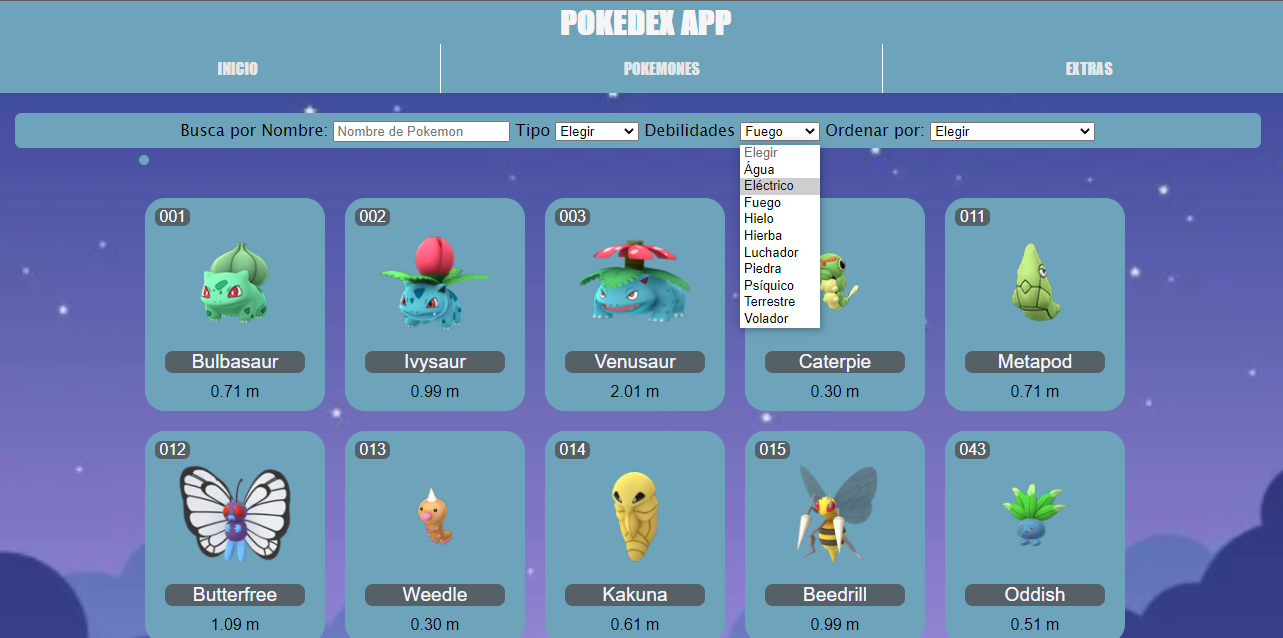 POKEDEX APP
INICIO POKEMONES EXTRAS
Busca por Nombre: Nombre de Pokemon Tipo Elegir Debilidades Fuego Ordenar por: Elegir
Elegir
Água
Eléctrico
Fuego
Hielo
Hierba
Luchador
Piedra
Psíquico
Terrestre
Volador
001 002 003 011
Bulbasaur Ivysaur Venusaur Caterpie Metapod
0.71 m 0.99 m 2.01 m 0.30 m 0.71 m
012 013 014 015 043
Butterfree Weedle Kakuna Beedrill Oddish
1.09 m 0.30 m 0.61 m 0.99 m 0.51 m